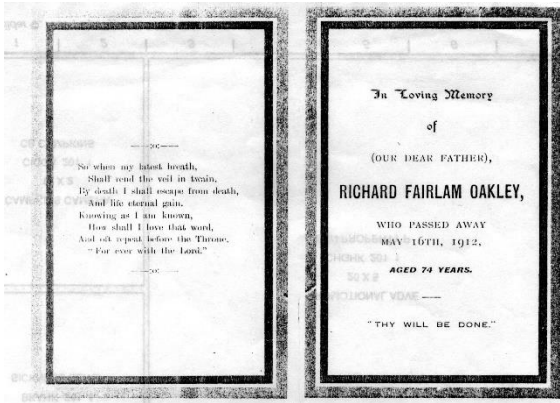 So when my latest breath,
Shall rend the veil in twain,
By death I shall escape from death,
And life eternal gain.
Knowing as I am known,
How shall I love that word,
And oft repeat before the Throne,
"For ever with the Lord."
In Loving Memory
of
(OUR DEAR FATHER),
RICHARD FAIRLAM OAKLEY,
WHO PASSED AWAY
MAY 16TH, 1912,
AGED 74 YEARS.
"THY WILL BE DONE."